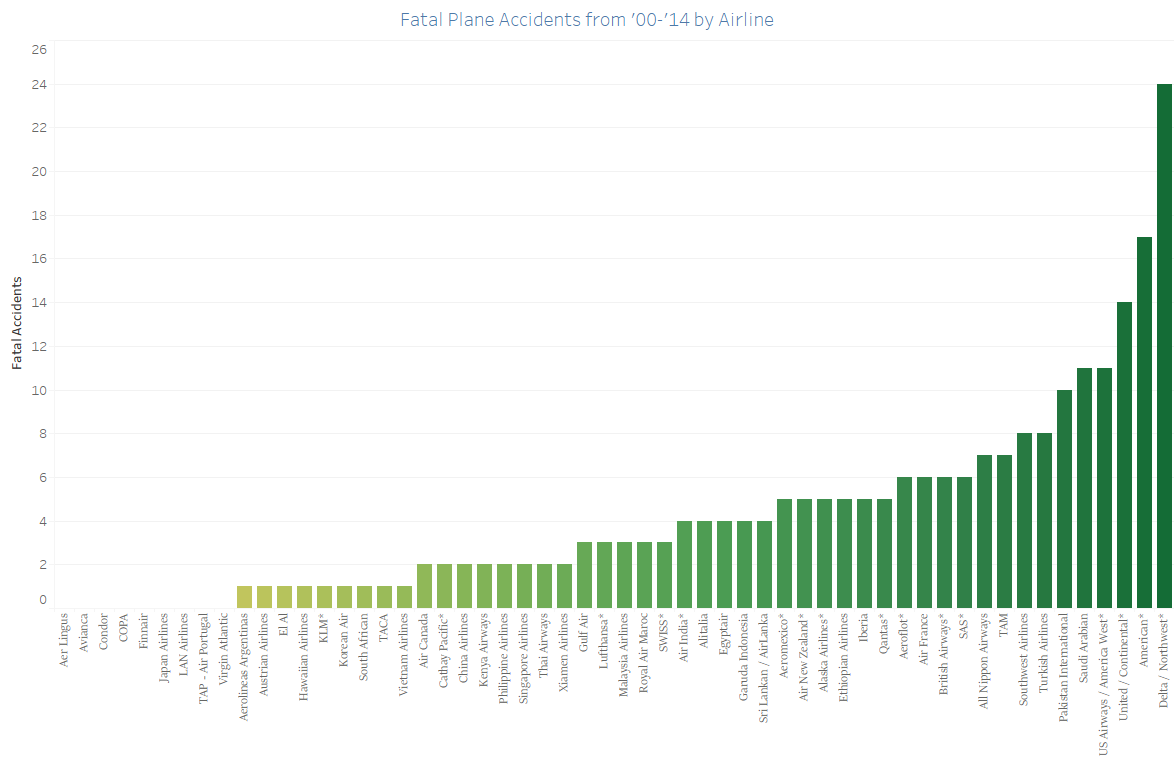 Fatal Plane Accidents from '00-'14 by Airline
Fatal Accidents
26
24
22
20
18
16
14
12
10
8
6
4
2
0
Aer Lingus
Avianca
Condor
COPA
Finnair
Japan Airlines
LAN Airlines
TAP - Air Portugal
Virgin Atlantic
Aerolineas Argentinas
Austrian Airlines
El Al
Hawaiian Airlines
KLM*
Korean Air
South African
TACA
Vietnam Airlines
Air Canada
Cathay Pacific*
China Airlines
Kenya Airways
Philippine Airlines
Singapore Airlines
Thai Airways
Xiamen Airlines
Gulf Air
Lufthansa*
Malaysia Airlines
Royal Air Maroc
SWISS*
Air India*
Alitalia
Egyptair
Garuda Indonesia
Sri Lankan / AirLanka
Aeromexico*
Air New Zealand*
Alaska Airlines*
Ethiopian Airlines
Iberia
Qantas*
Aeroflot*
Air France
British Airways*
SAS*
All Nippon Airways
TAM
Southwest Airlines
Turkish Airlines
Pakistan International
Saudi Arabian
US Airways / America West*
United / Continental*
American*
Delta / Northwest*